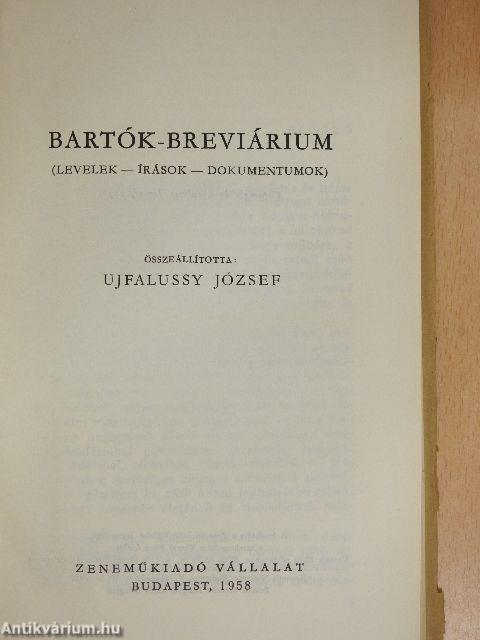 BARTÓK-BREVIÁRIUM
(LEVELEK — ÍRÁSOK — DOKUMENTUMOK)
ÖSSZEÁLLÍTOTTA:
UJFALUSSY JÓZSEF
ZENEMŰKIADÓ VÁLLALAT
BUDAPEST, 1958
Antikvárium.hu